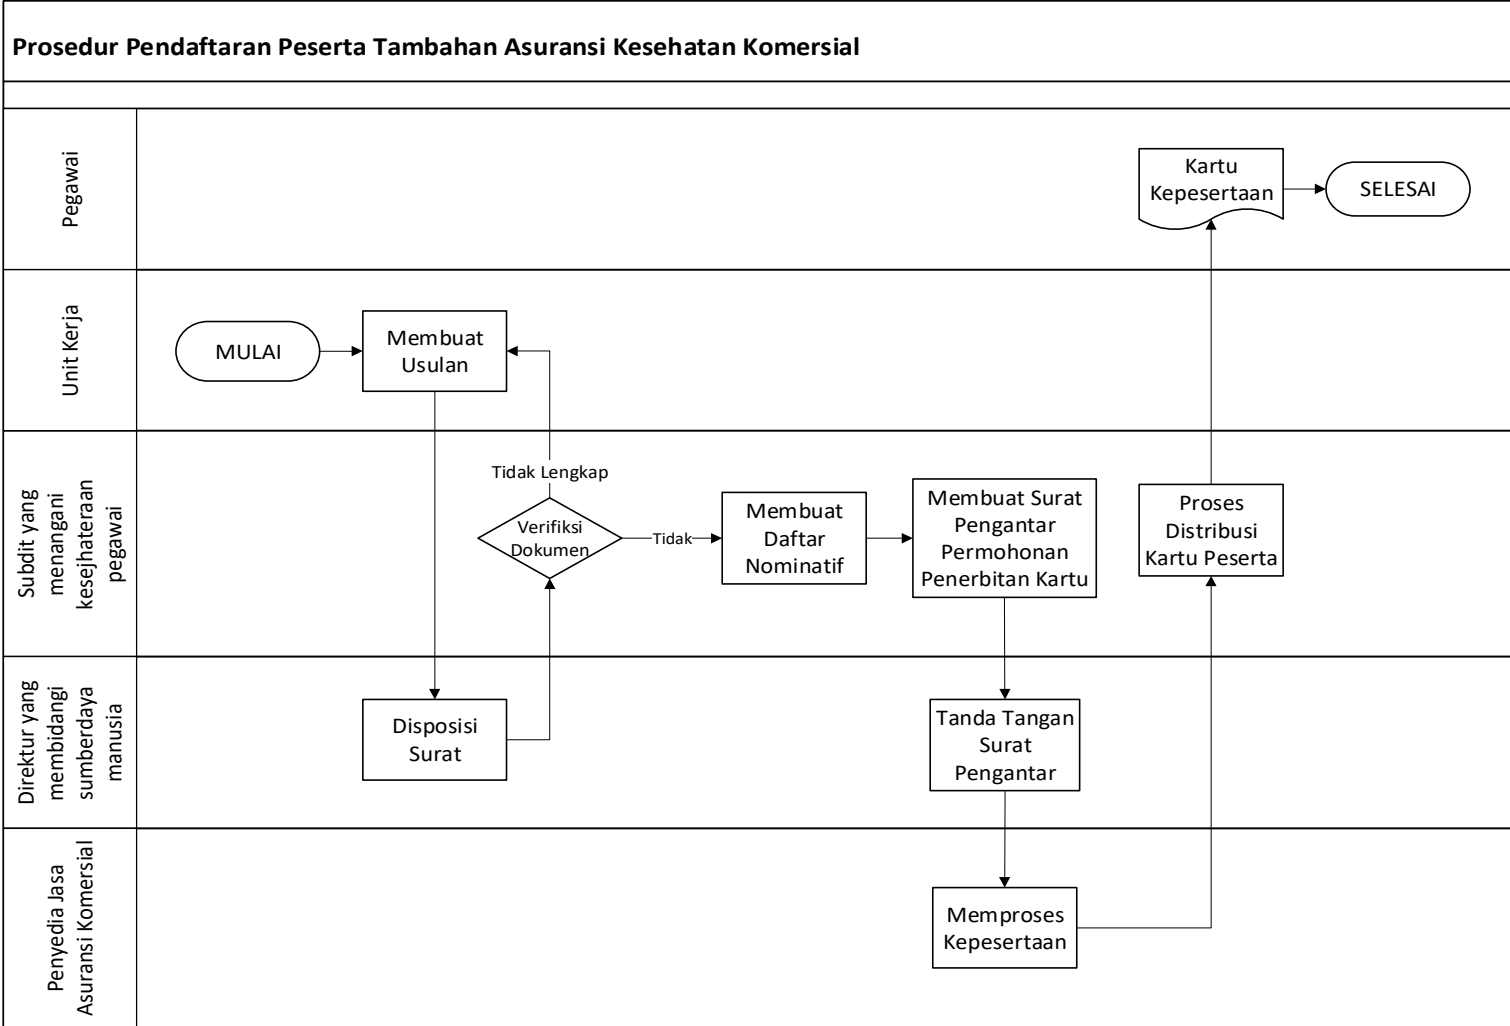 Prosedur Pendaftaran Peserta Tambahan Asuransi Kesehatan Komersial
Pegawai
Kartu
Kepesertaan
SELESAI
Unit Kerja
MULAI
Membuat
Usulan
Subdit yang
menangani
kesejhateraan
pegawai
Tidak Lengkap
Verifiksi
Dokumen
Tidak
Membuat
Daftar
Nominatif
Membuat Surat
Pengantar
Permohonan
Penerbitan Kartu
Proses
Distribusi
Kartu Peserta
Direktur yang
membidangi
sumberdaya
manusia
Disposisi
Surat
Tanda Tangan
Surat
Pengantar
Penyedia Jasa
Asuransi Komersial
Memproses
Kepesertaan